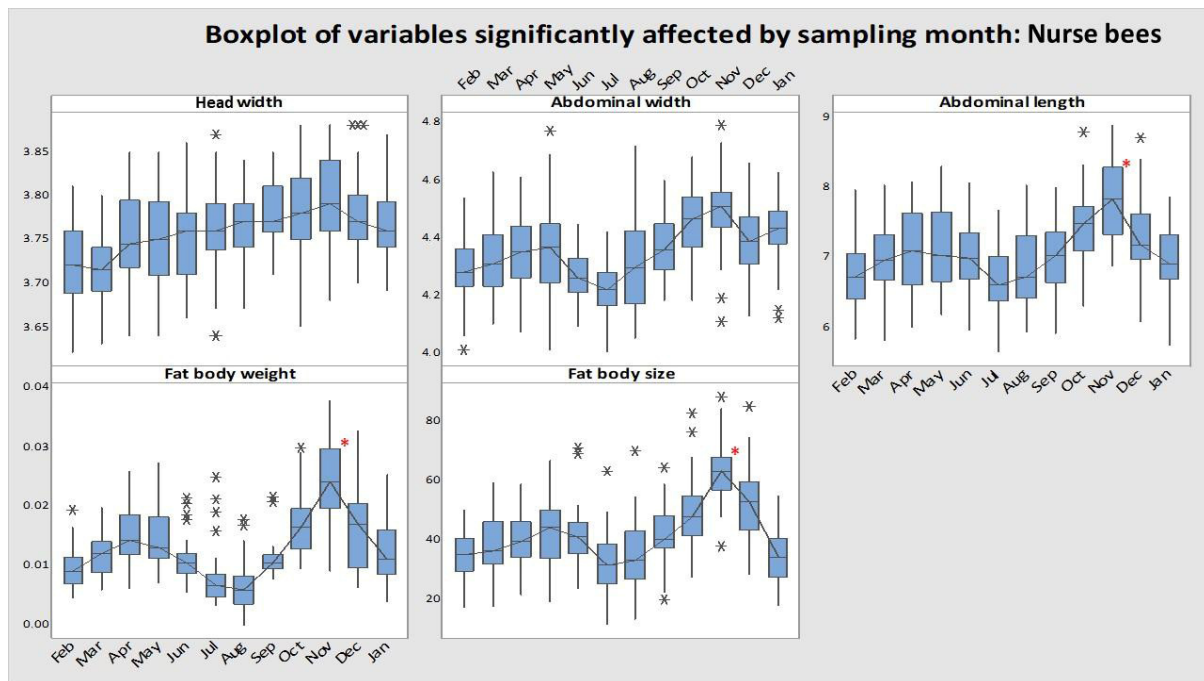 Boxplot of variables significantly affected by sampling month: Nurse bees
Feb Mar Apr May Jun Jul Aug Sep Oct Nov Dec Jan
Head width
3.85
3.80
3.75
3.70
3.65
Abdominal width
4.8
4.6
4.4
4.2
4.0
Abdominal length
9
8
7
6
Feb Mar Apr May Jun Jul Aug Sep Oct Nov Dec Jan
Fat body weight
0.04
0.03
0.02
0.01
0.00
Feb Mar Apr May Jun Jul Aug Sep Oct Nov Dec Jan
Fat body size
80
60
40
20